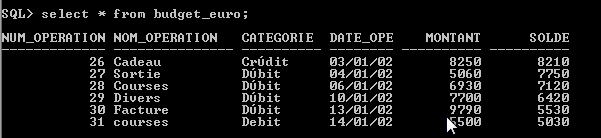 SQL> select * from budget_euro;
NUM_OPERATION NOM_OPERATION CATEGORIE DATE_OPE MONTANT SOLDE
26 Cadeau Crúdit 03/01/02 8250 8210
27 Sortie Dúbit 04/01/02 5060 7750
28 Courses Dúbit 06/01/02 6930 7120
29 Divers Dúbit 10/01/02 7700 6420
30 Facture Dúbit 13/01/02 9790 5530
31 courses Debit 14/01/02 5500 5030